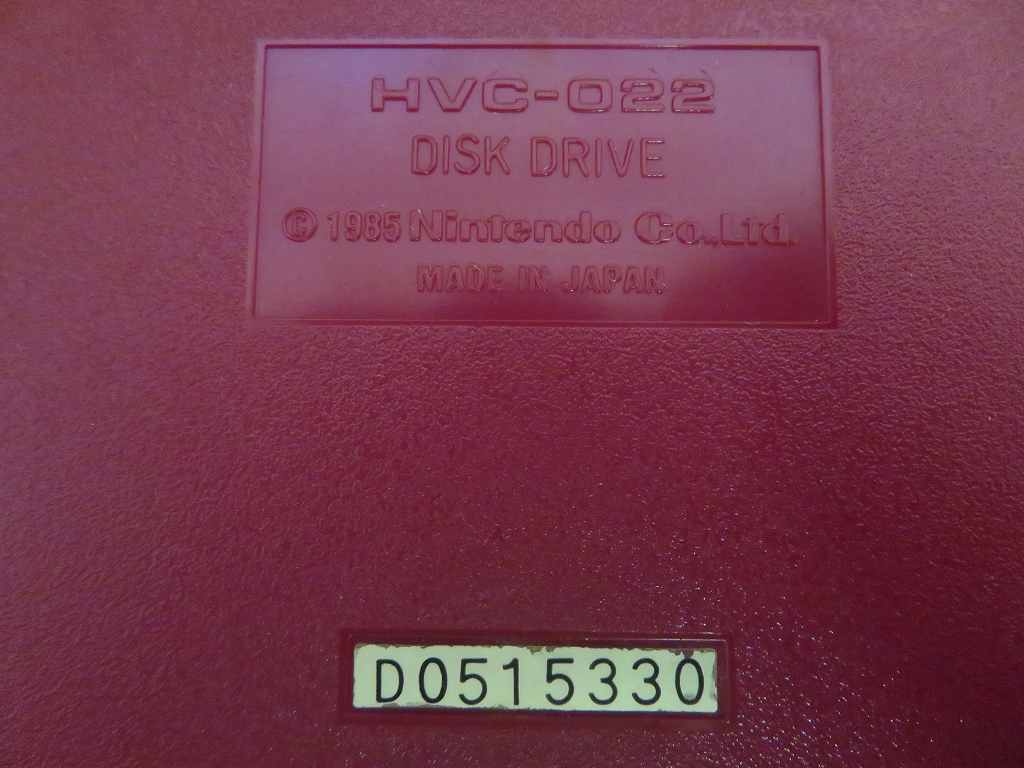 HVC-022
DISK DRIVE
© 1985 Nintendo Co.,Ltd.
MADE IN JAPAN
D0515330